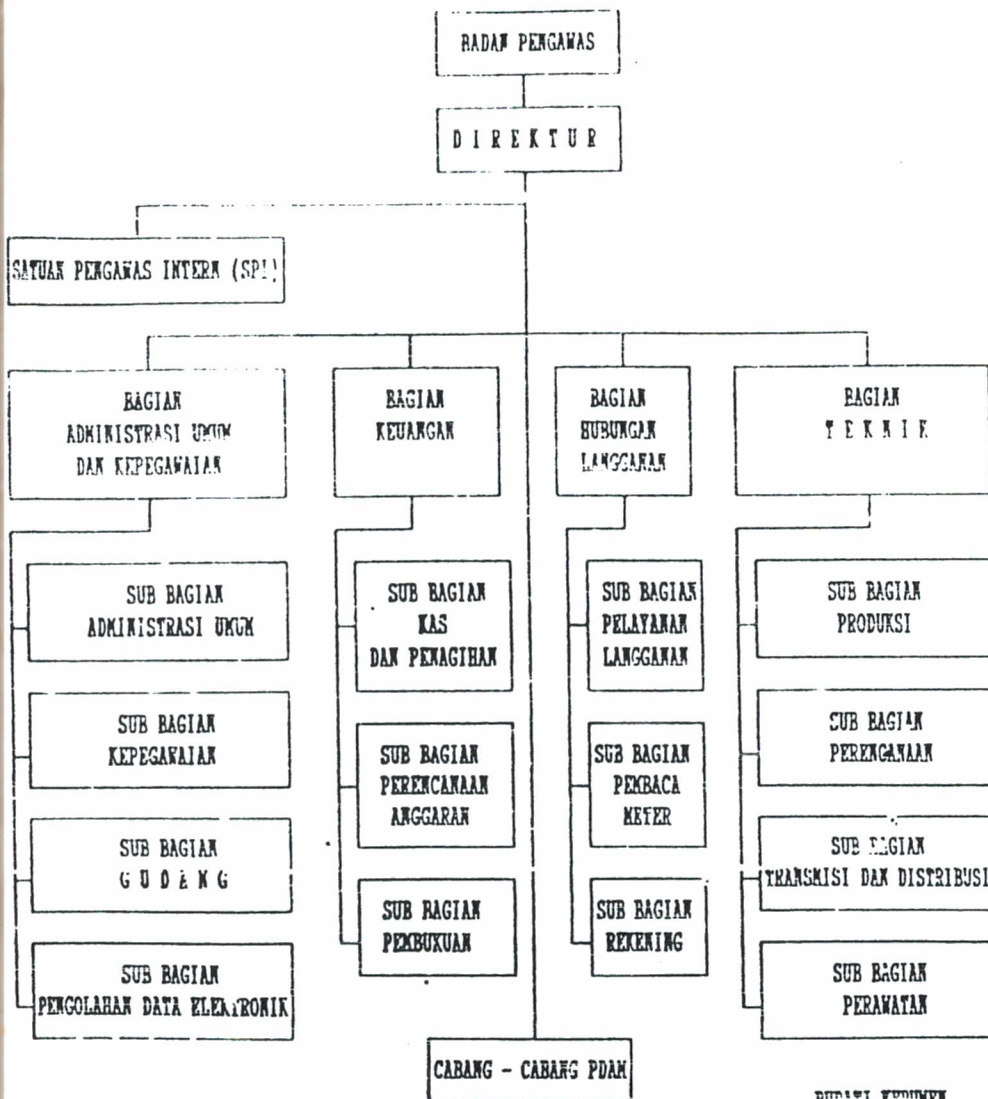 BADAN PENGAWAS
D I R E K T U R
SATUAN PENGAWAS INTERN (SPI)
BAGIAN
ADMINISTRASI UMUM
DAN KEPEGAWAIAN
BAGIAN
KEUANGAN
BAGIAN
HUBUNGAN
LANGGANAN
BAGIAN
T E K N I K
SUB BAGIAN
ADMINISTRASI UMUM
SUB BAGIAN
KEPEGAWAIAN
SUB BAGIAN
G U D A N G
SUB BAGIAN
PENGOLAHAN DATA ELEKTRONIK
SUB BAGIAN
KAS
DAN PENAGIHAN
SUB BAGIAN
PERENCANAAN
ANGGARAN
SUB BAGIAN
PEMBUKUAN
SUB BAGIAN
PELAYANAN
LANGGANAN
SUB BAGIAN
PEMBACA
METER
SUB BAGIAN
REKENING
SUB BAGIAN
PRODUKSI
SUB BAGIAN
PERENCANAAN
SUB BAGIAN
TRANSMISI DAN DISTRIBUSI
SUB BAGIAN
PERAWATAN
CABANG - CABANG PDAM
BUPATI KEBUMEN